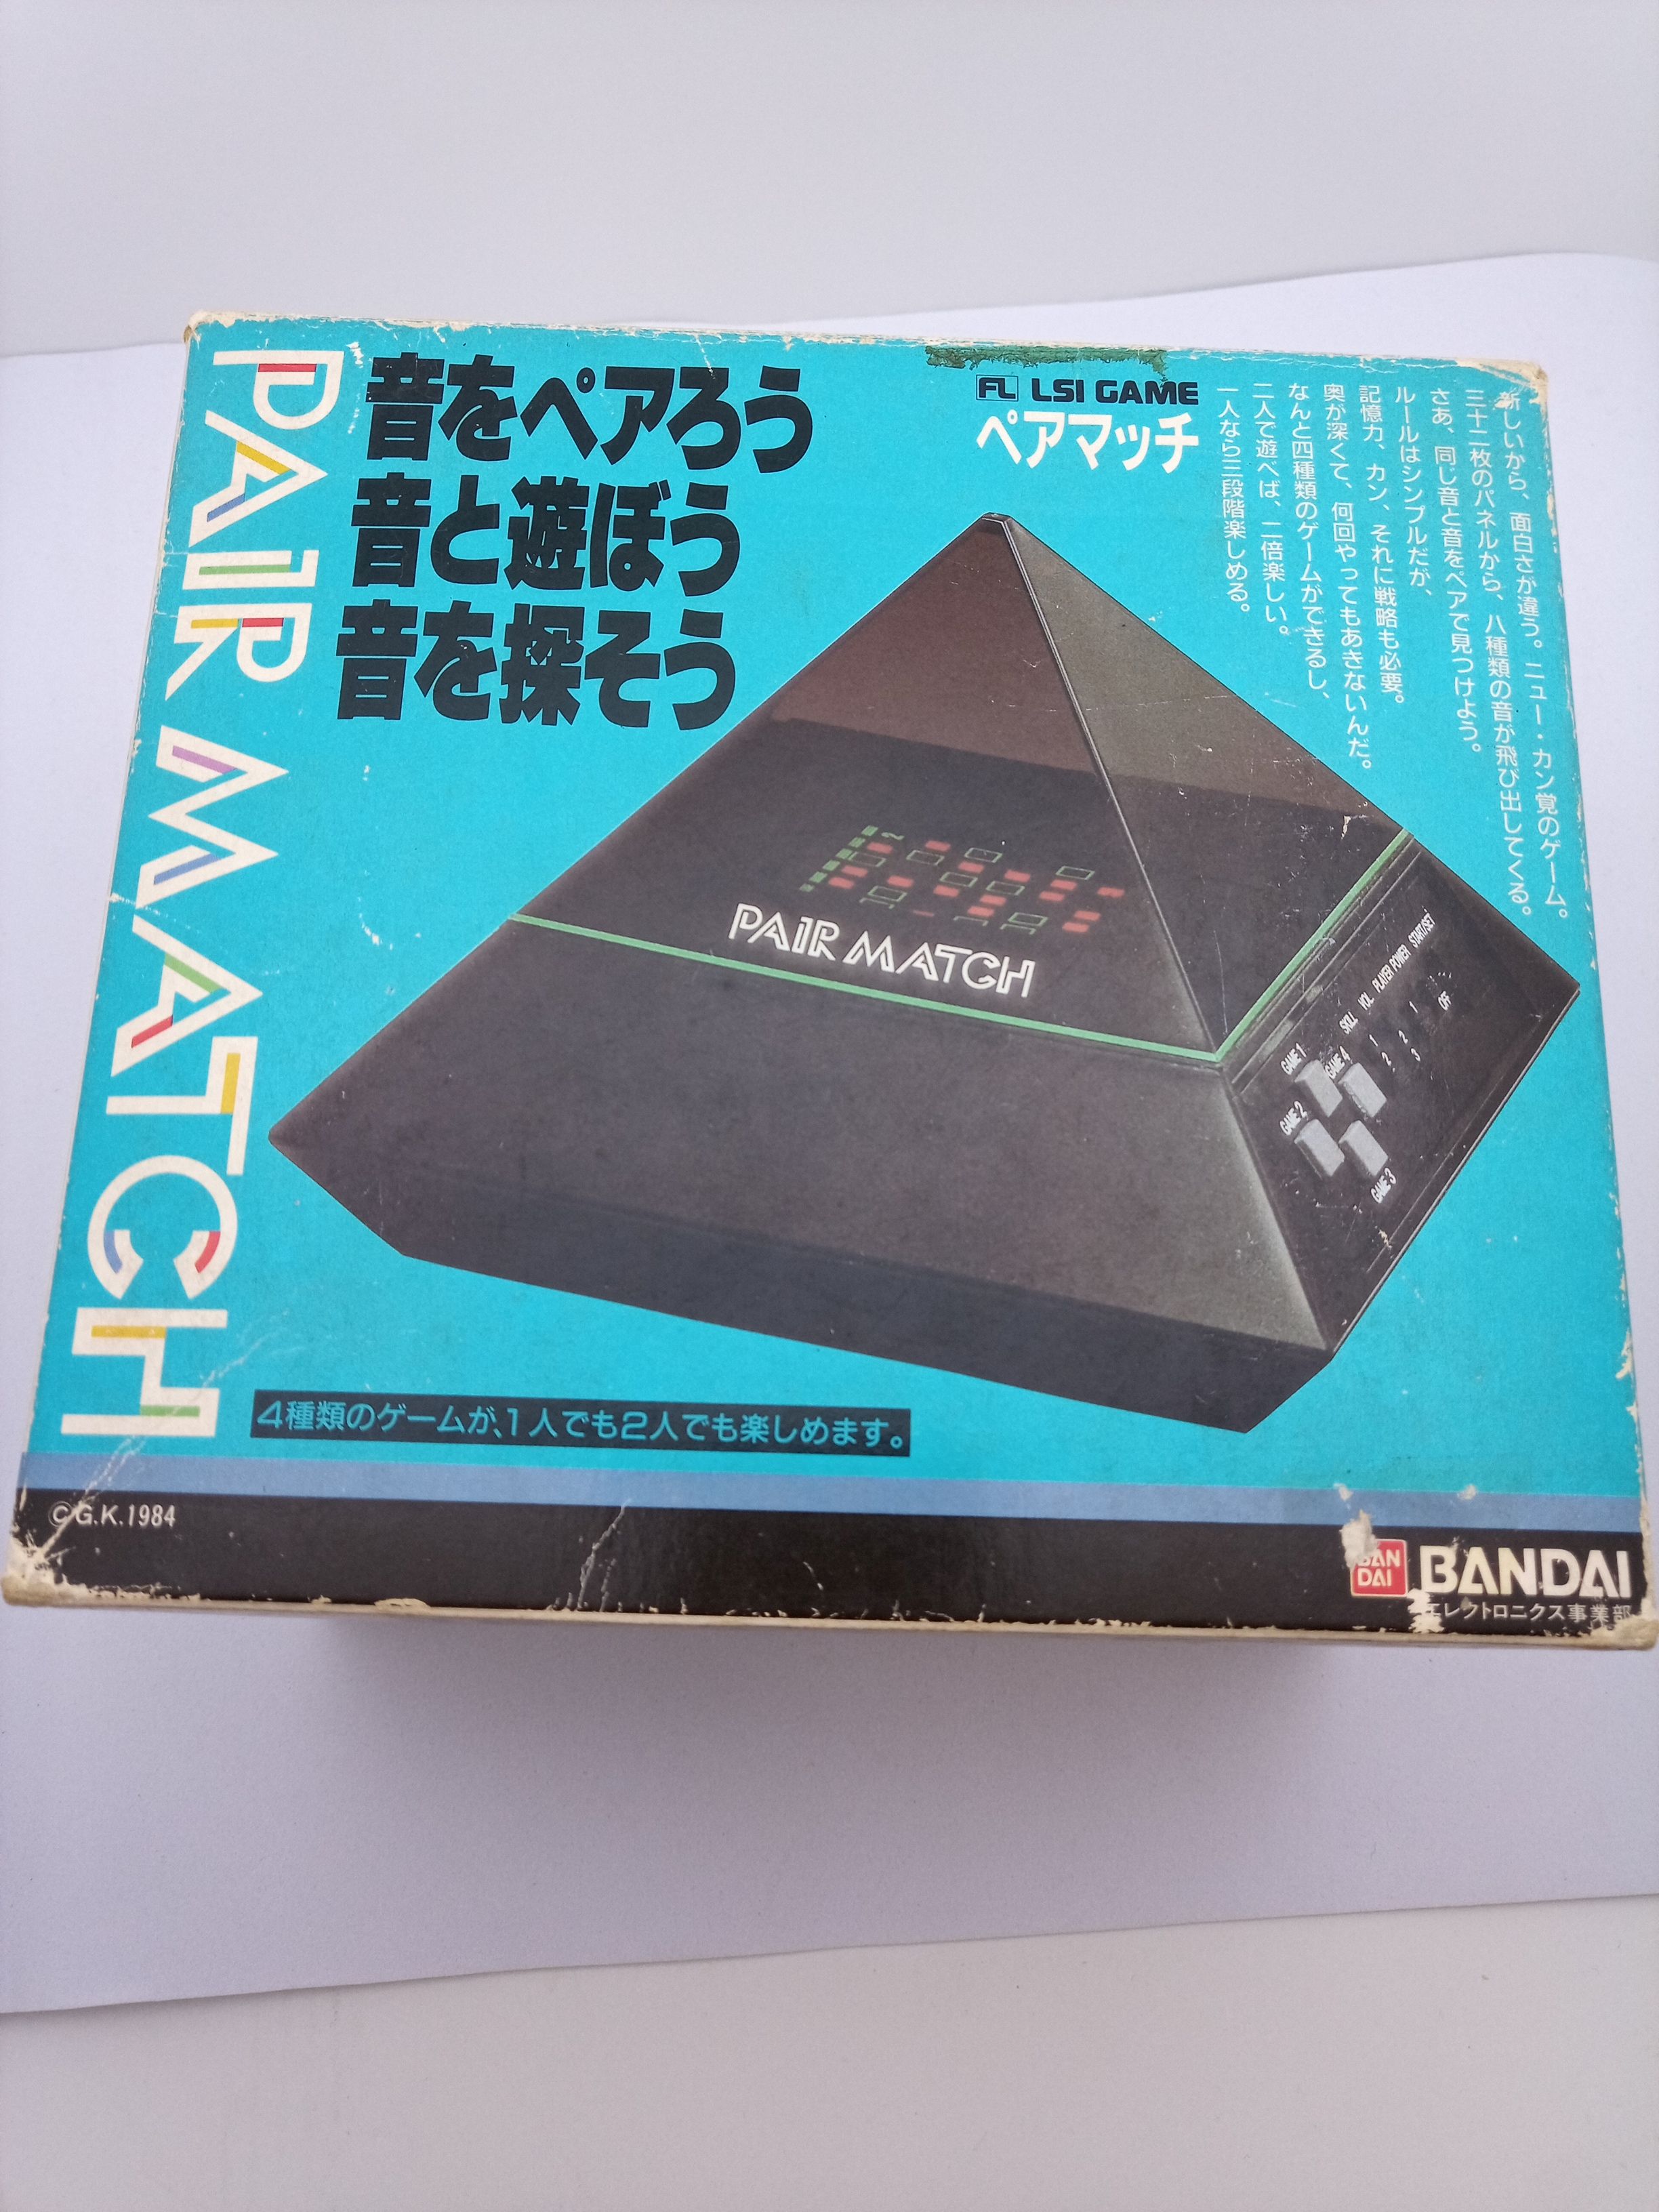 PAIR MATCH
音をペアろう
音と遊ぼう
音を探そう
FL LSI GAME
ペアマッチ
新しいから、面白さが違う。ニュー・カン覚のゲーム。
三十二枚のパネルから、八種類の音が飛び出してくる。
さあ、同じ音と音をペアで見つけよう。
ルールはシンプルだが、
記憶力、カン、それに戦略も必要。
奥が深くて、何回やってもあきないんだ。
なんと四種類のゲームができるし、
二人で遊べば、二倍楽しい。
一人なら三段階楽しめる。
PAIR MATCH
SKILL VOL PLAYER POWER START/SET
1 2 3
1 2
OFF
GAME 1
GAME 4
GAME 2
GAME 3
4種類のゲームが、1人でも2人でも楽しめます。
©G.K.1984
BAN
DAI
BANDAI
エレクトロニクス事業部